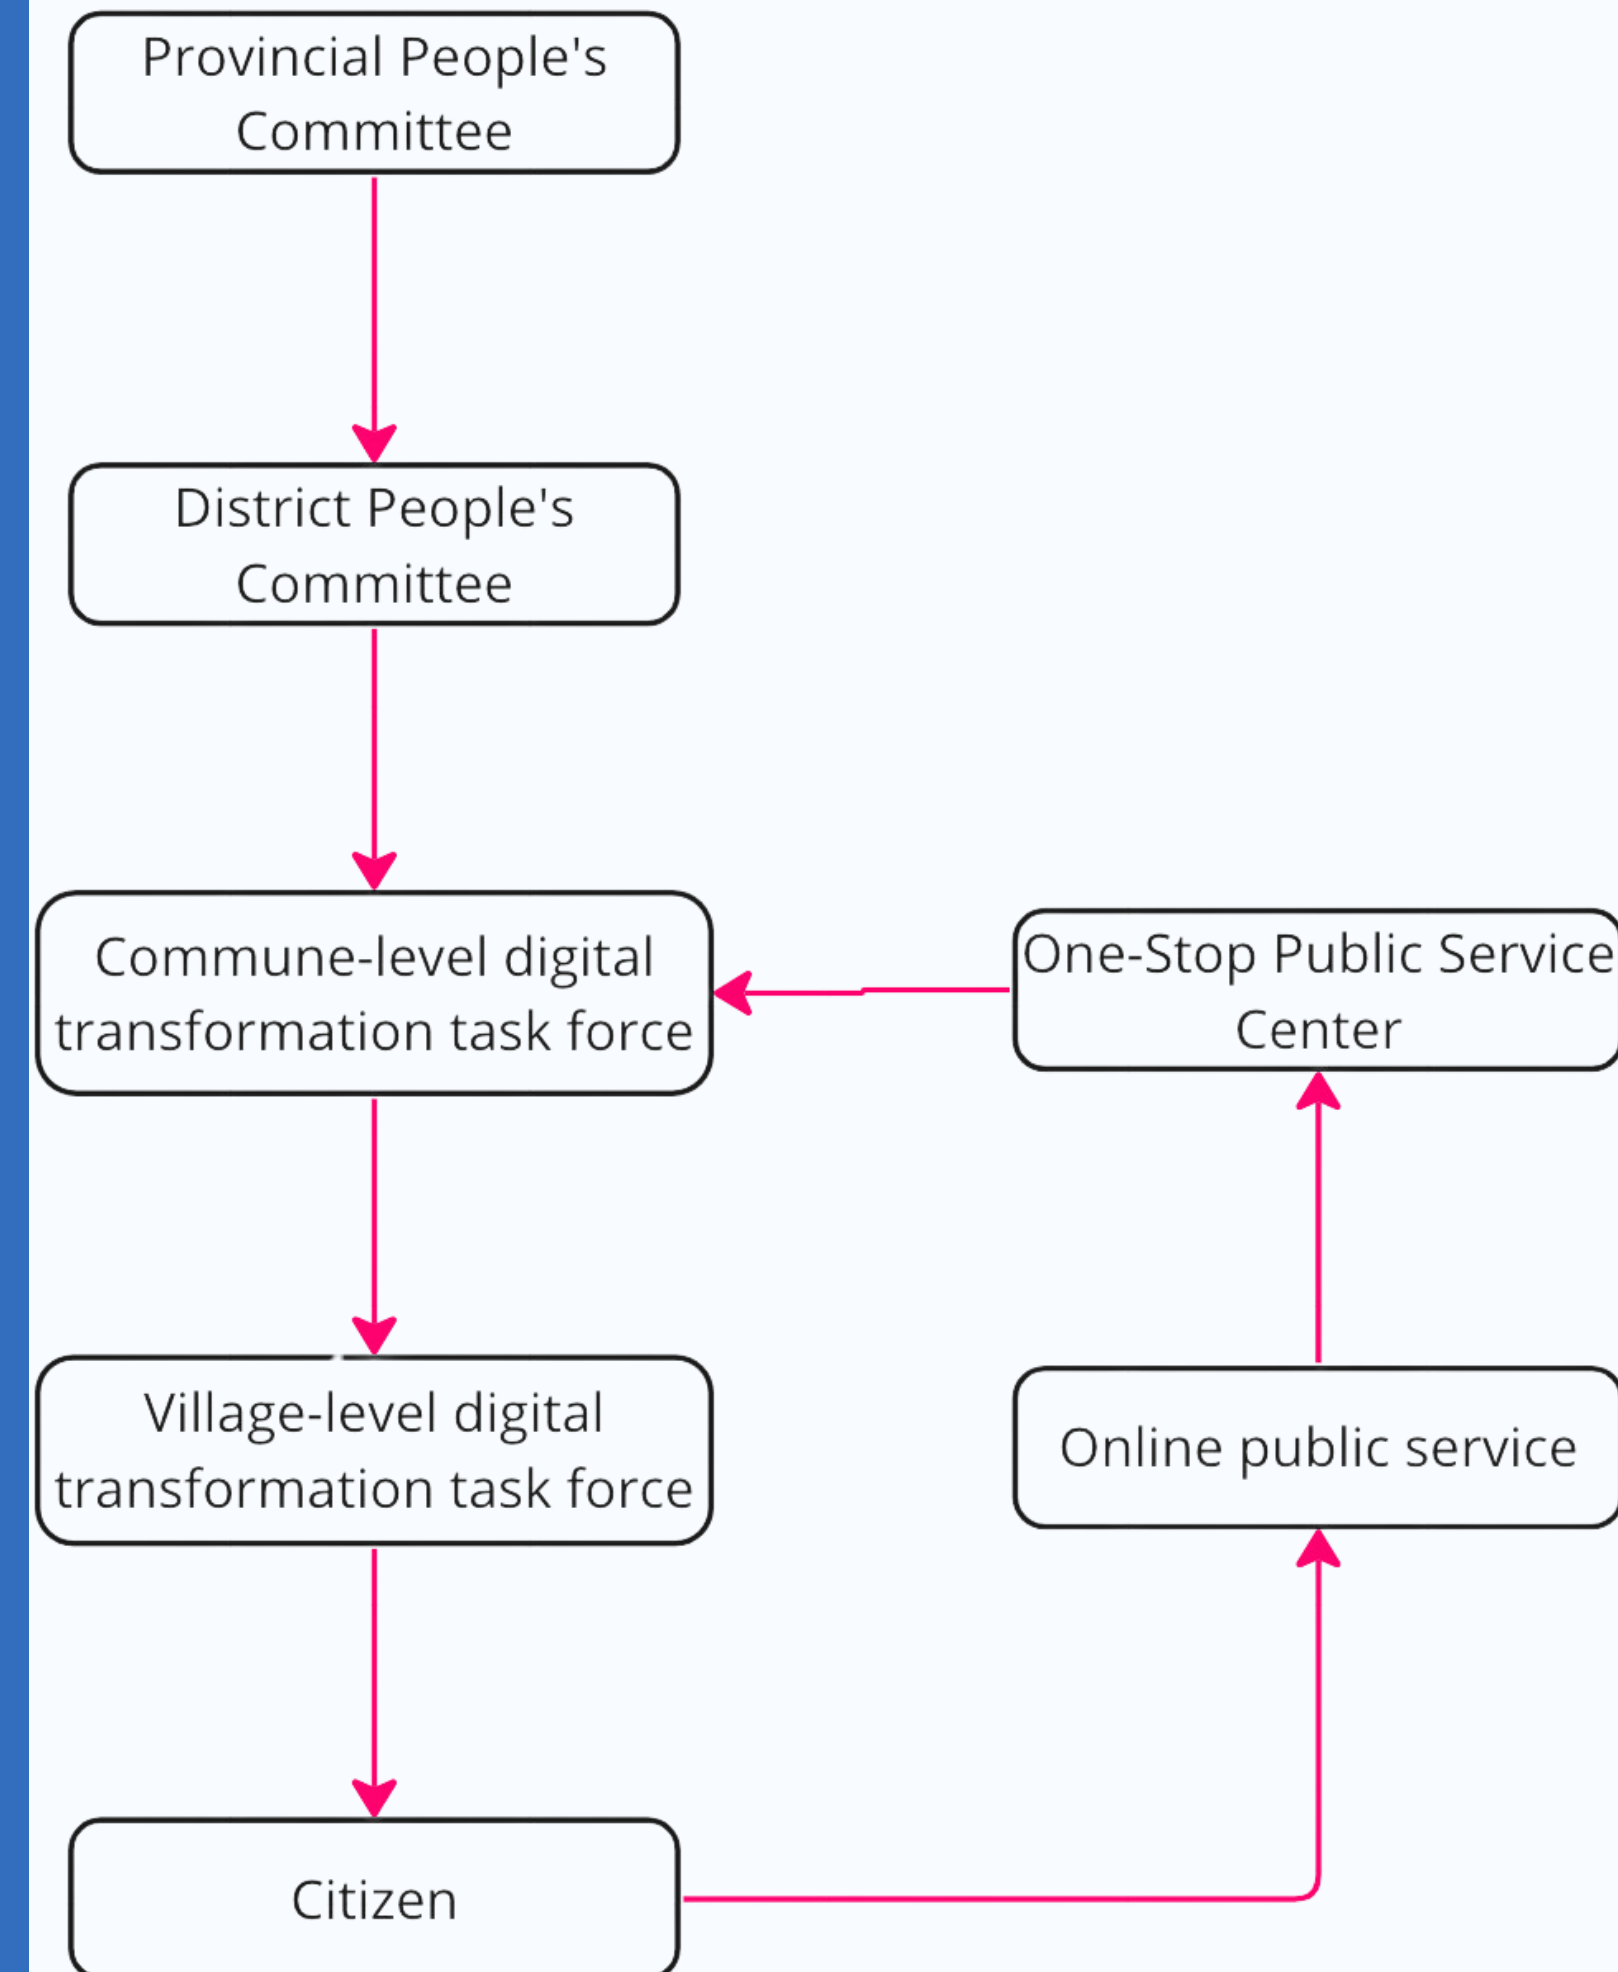 Provincial People's
Committee
District People's
Committee
Commune-level digital
transformation task force
One-Stop Public Service
Center
Village-level digital
transformation task force
Online public service
Citizen